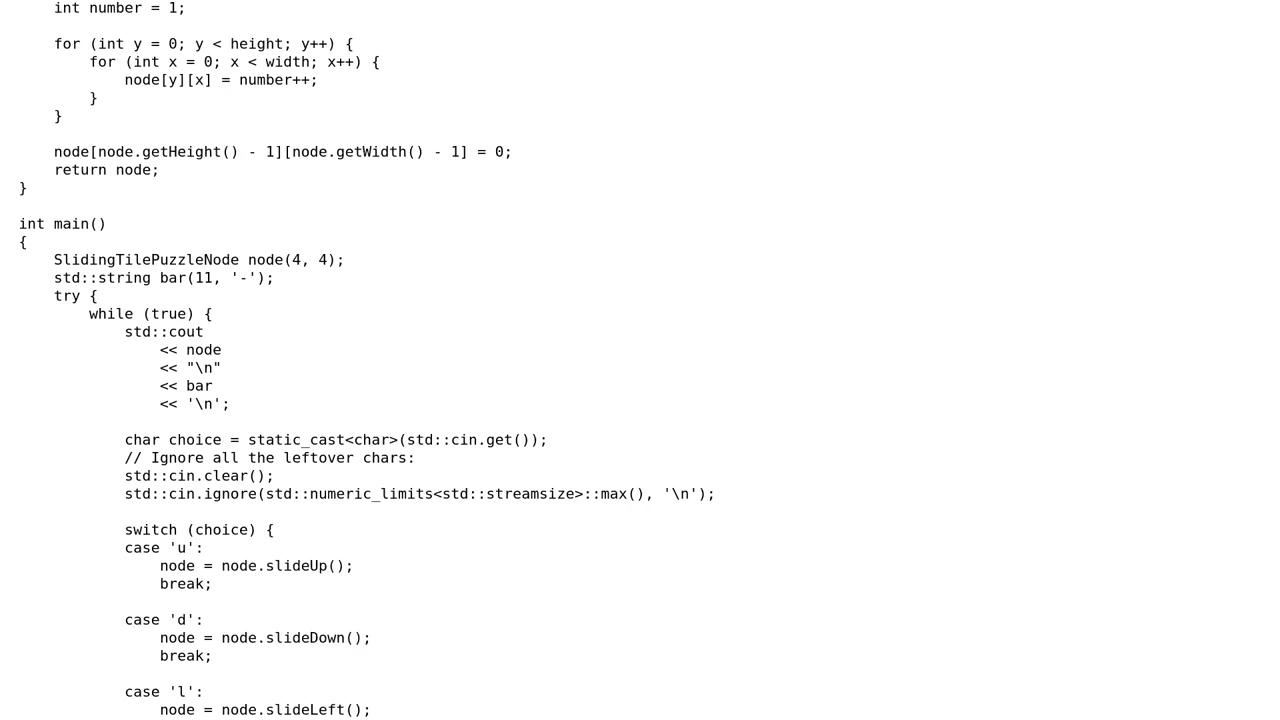 int number = 1;

    for (int y = 0; y < height; y++) {
        for (int x = 0; x < width; x++) {
            node[y][x] = number++;
        }
    }

    node[node.getHeight() - 1][node.getWidth() - 1] = 0;
    return node;
}

int main()
{
    SlidingTilePuzzleNode node(4, 4);
    std::string bar(11, '-');
    try {
        while (true) {
            std::cout
                << node
                << "\n"
                << bar
                << '\n';

            char choice = static_cast<char>(std::cin.get());
            // Ignore all the leftover chars:
            std::cin.clear();
            std::cin.ignore(std::numeric_limits<std::streamsize>::max(), '\n');

            switch (choice) {
            case 'u':
                node = node.slideUp();
                break;

            case 'd':
                node = node.slideDown();
                break;

            case 'l':
                node = node.slideLeft();